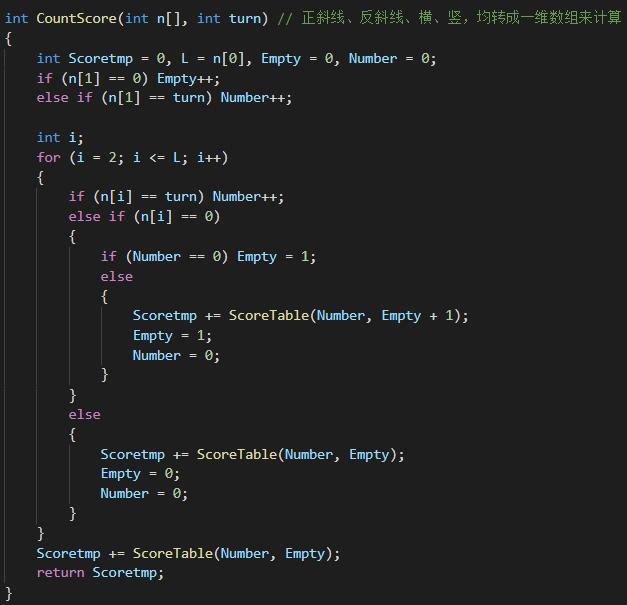 int CountScore(int n[], int turn) // 正斜线、反斜线、横、竖，均转成一维数组来计算
{
    int Scoretmp = 0, L = n[0], Empty = 0, Number = 0;
    if (n[1] == 0) Empty++;
    else if (n[1] == turn) Number++;

    int i;
    for (i = 2; i <= L; i++)
    {
        if (n[i] == turn) Number++;
        else if (n[i] == 0)
        {
            if (Number == 0) Empty = 1;
            else
            {
                Scoretmp += ScoreTable(Number, Empty + 1);
                Empty = 1;
                Number = 0;
            }
        }
        else
        {
            Scoretmp += ScoreTable(Number, Empty);
            Empty = 0;
            Number = 0;
        }
    }
    Scoretmp += ScoreTable(Number, Empty);
    return Scoretmp;
}